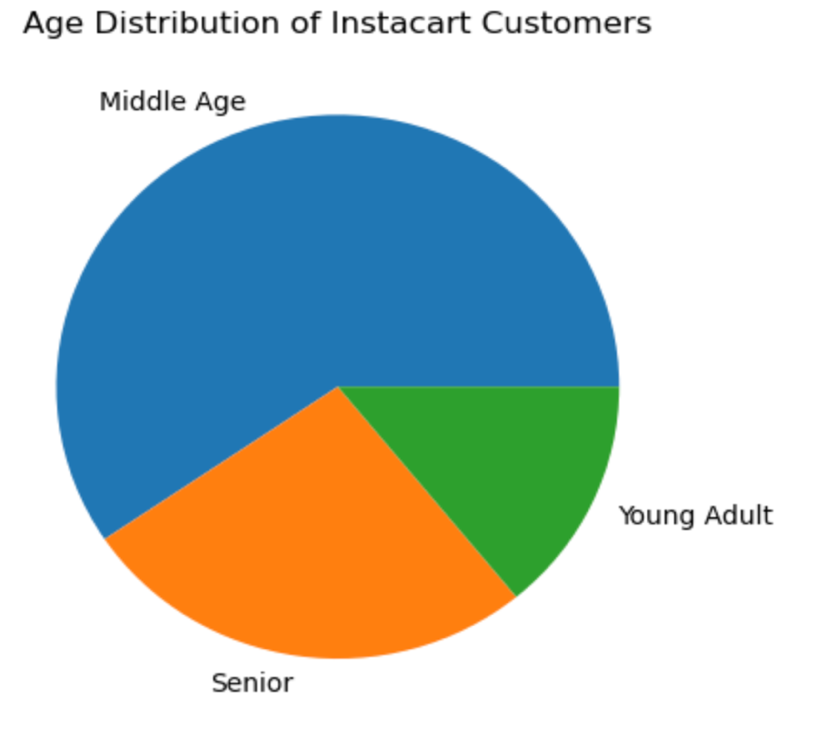 Age Distribution of Instacart Customers
Middle Age
Young Adult
Senior